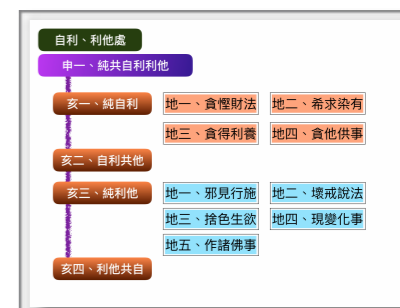 自利、利他處
申一、純共自利利他
亥一、純自利 地一、貪慳財法 地二、希求染有
地三、貪得利養 地四、貪他供事
亥二、自利共他
亥三、純利他 地一、邪見行施 地二、壞戒說法
地三、捨色生欲 地四、現變化事
地五、作諸佛事
亥四、利他共自